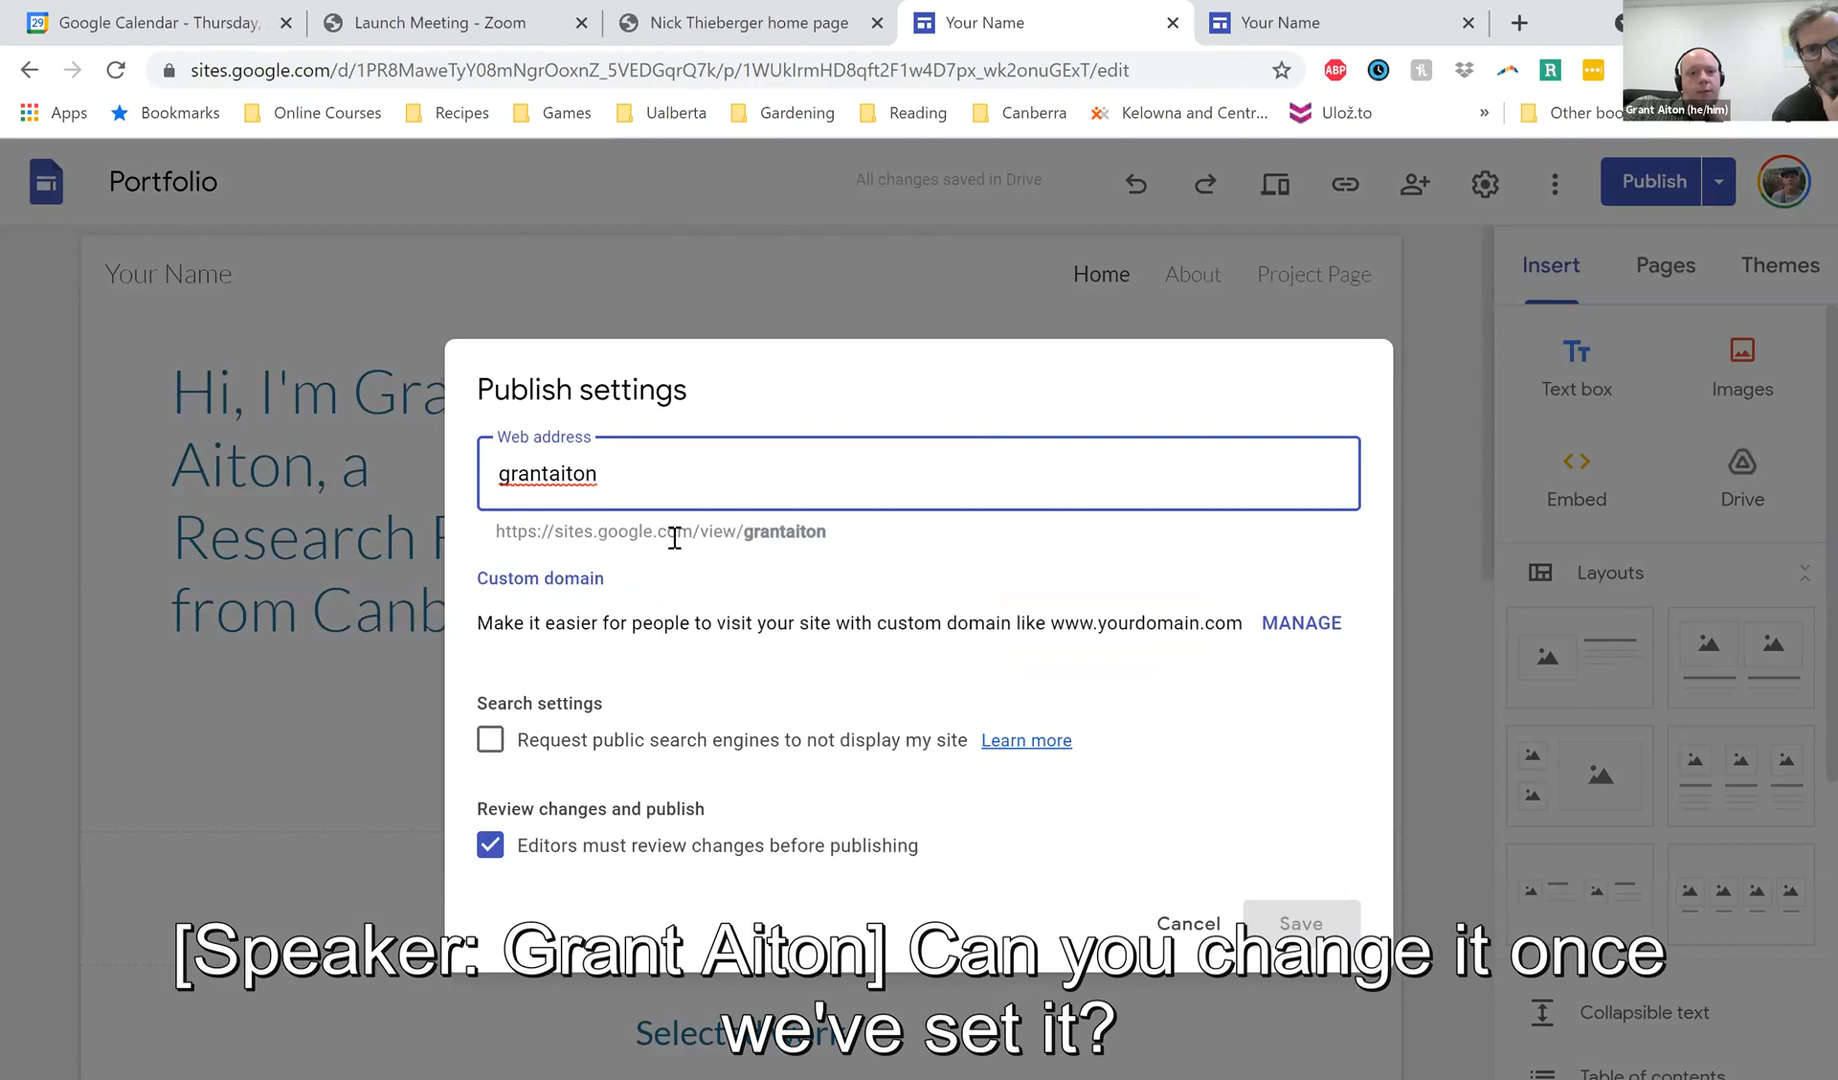 Google Calendar - Thursday,
Launch Meeting - Zoom
Nick Thieberger home page
Your Name
Your Name
sites.google.com/d/1PR8MaweTyY08mNgrOoxnZ_5VEDGqrQ7k/p/1WUklrmHD8qft2F1w4D7px_wk2onuGExT/edit
ABP
R
Grant Aiton (he/him)
Apps
Bookmarks
Online Courses
Recipes
Games
Ualberta
Gardening
Reading
Canberra
Kelowna and Centr...
Ulož.to
»
Other boo
Portfolio
All changes saved in Drive
Publish
Your Name
Home
About
Project Page
Insert
Pages
Themes
Hi, I'm Gra
Aiton, a
Research F
from Canb
Publish settings
Web address
grantaiton
https://sites.google.com/view/grantaiton
Custom domain
Make it easier for people to visit your site with custom domain like www.yourdomain.com
MANAGE
Search settings
Request public search engines to not display my site
Learn more
Review changes and publish
Editors must review changes before publishing
Cancel
Save
Text box
Images
Embed
Drive
Layouts
Collapsible text
Table of contents
[Speaker: Grant Aiton] Can you change it once
we've set it?